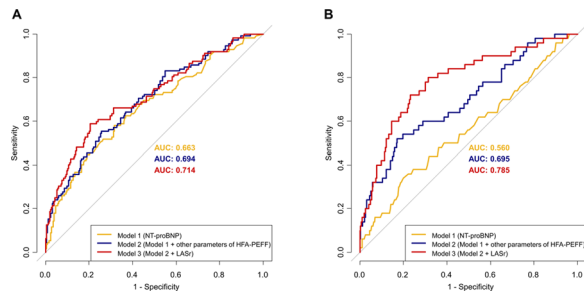 A
B
1.0
0.8
0.6
0.4
0.2
0.0
Sensitivity
AUC: 0.663
AUC: 0.694
AUC: 0.714
Model 1 (NT-proBNP)
Model 2 (Model 1 + other parameters of HFA-PEFF)
Model 3 (Model 2 + LASr)
0.0 0.2 0.4 0.6 0.8 1.0
1 - Specificity
1.0
0.8
0.6
0.4
0.2
0.0
Sensitivity
AUC: 0.560
AUC: 0.695
AUC: 0.785
Model 1 (NT-proBNP)
Model 2 (Model 1 + other parameters of HFA-PEFF)
Model 3 (Model 2 + LASr)
0.0 0.2 0.4 0.6 0.8 1.0
1 - Specificity